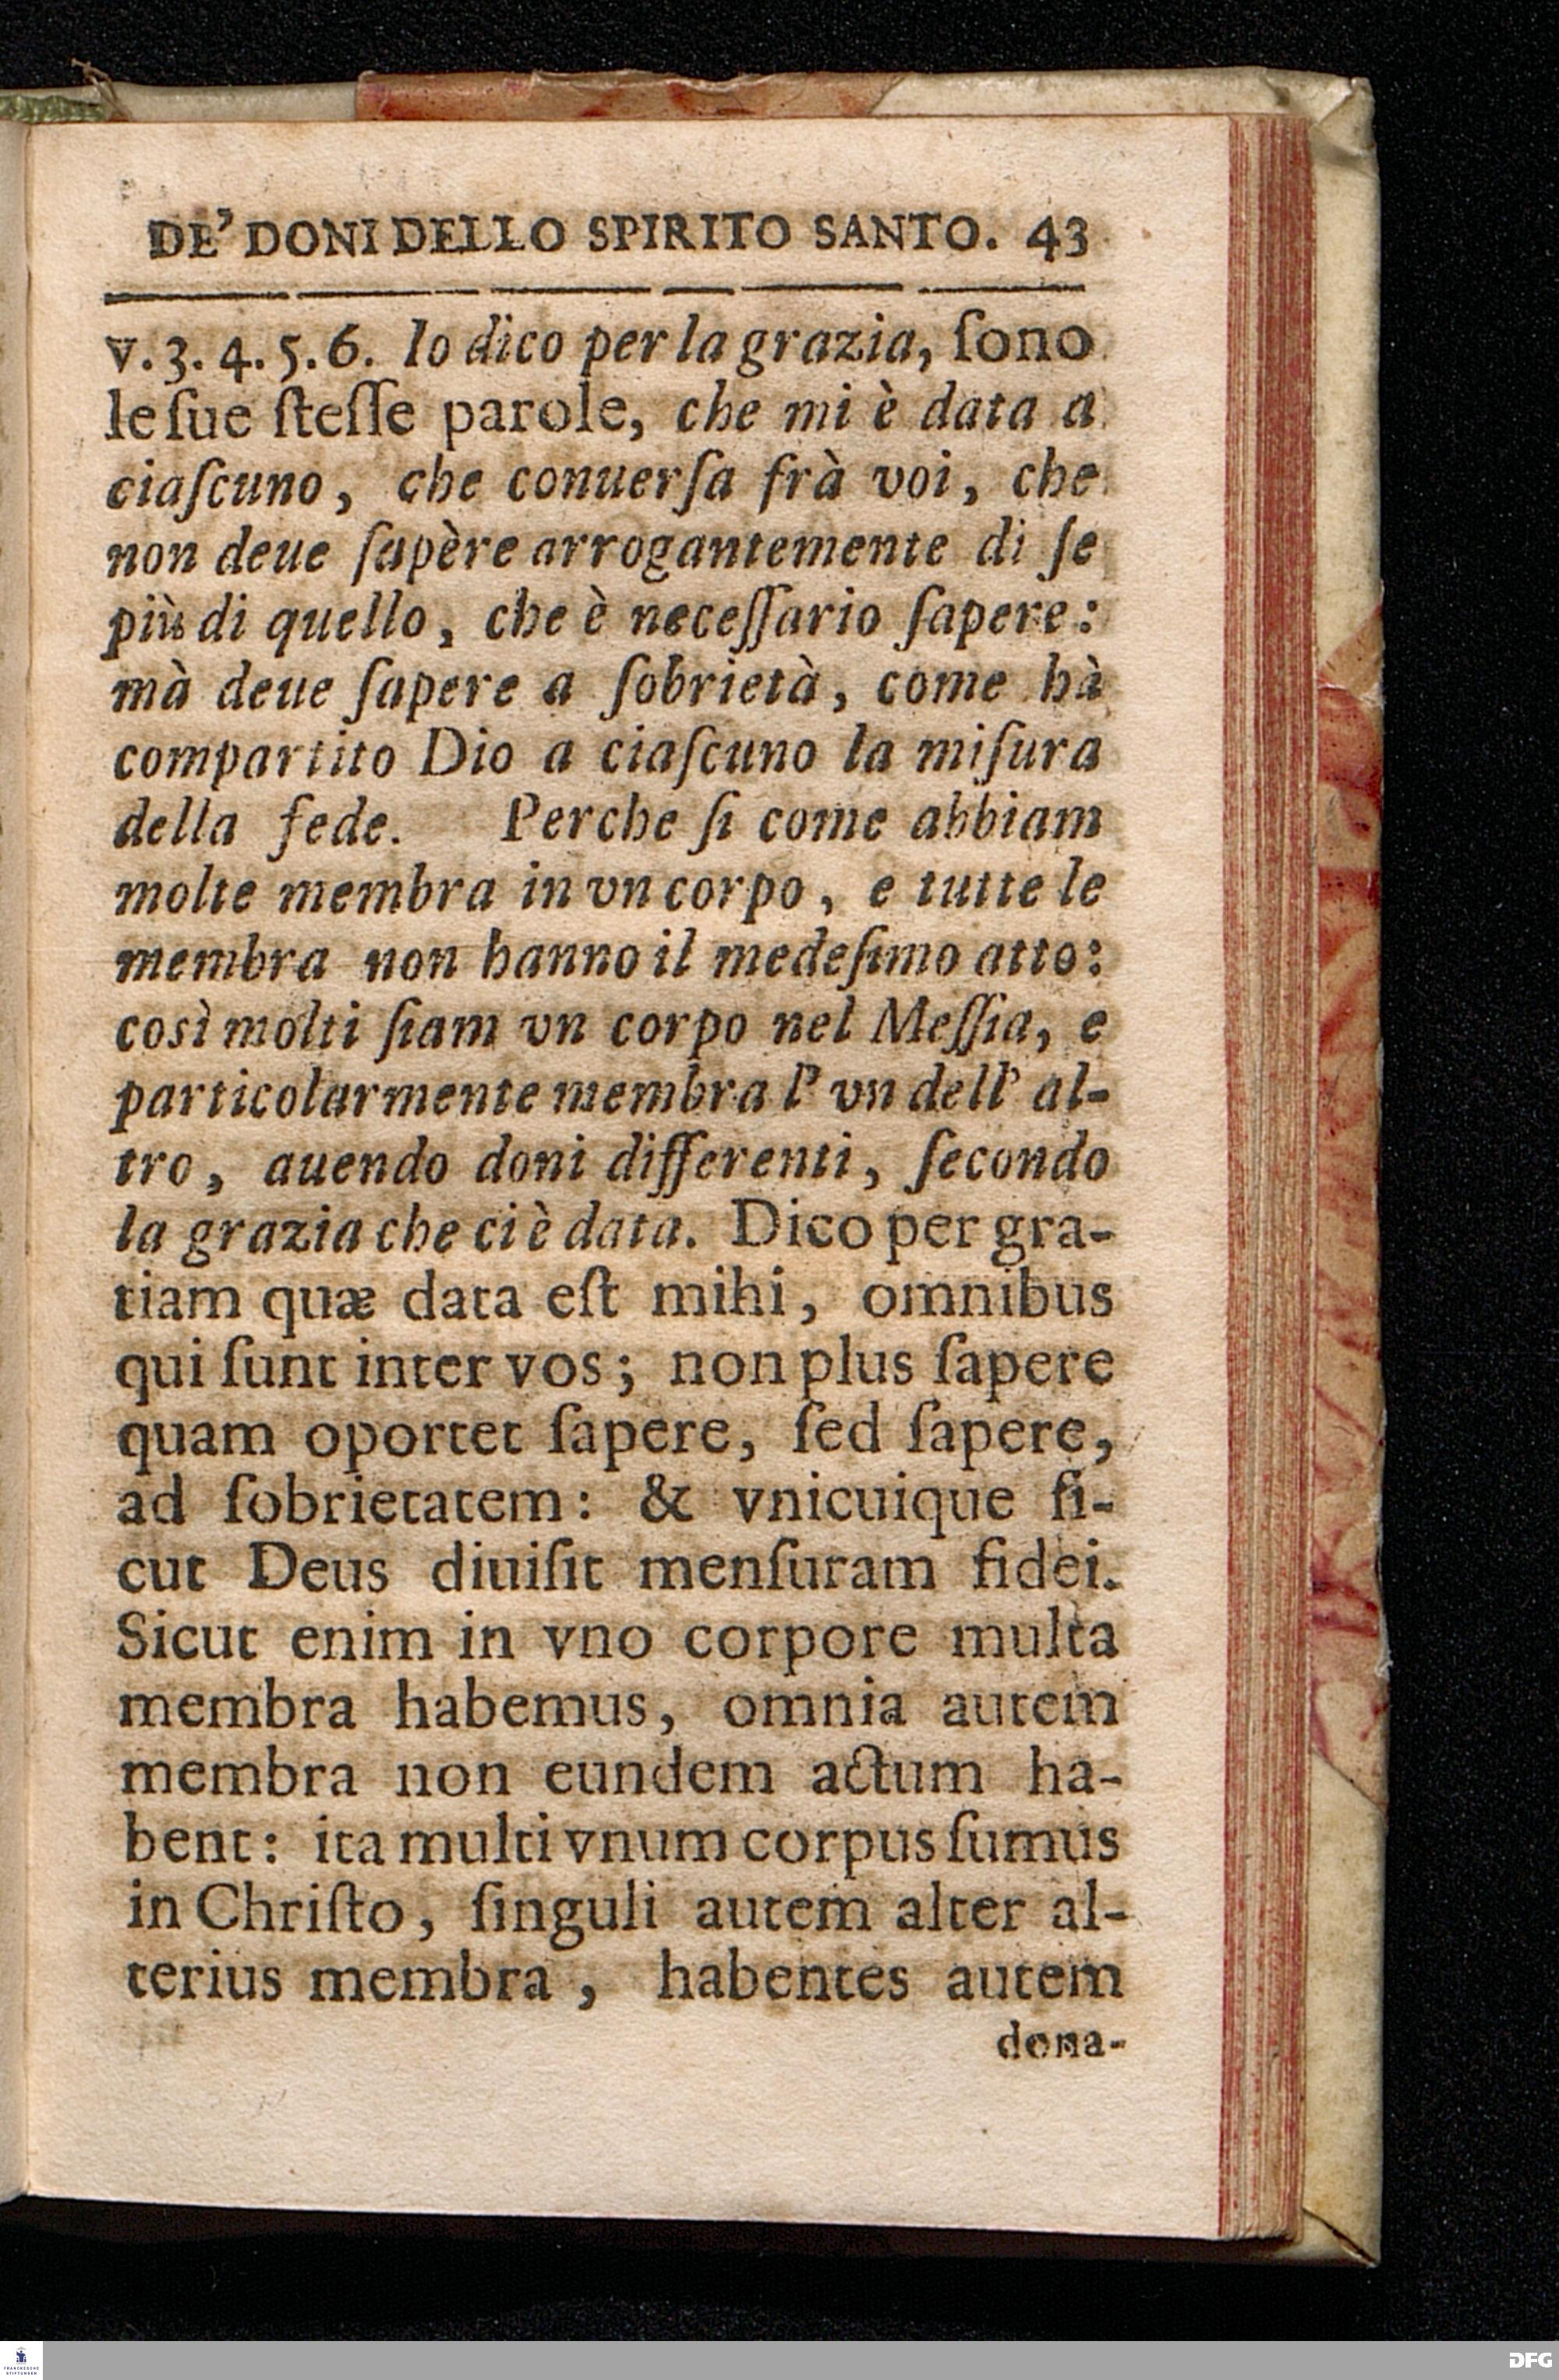 DE' DONI DELLO SPIRITO SANTO. 43
v. 3. 4. 5. 6. Io dico per la grazia, ſono
le ſue ſteſſe parole, che mi è data a
ciaſcuno, che conuerſa frà voi, che
non deue ſapère arrogantemente di ſe
più di quello, che è neceſſario ſapere:
mà deue ſapere a ſobrietà, come hà
compartito Dio a ciaſcuno la miſura
della fede. Perche ſi come abbiam
molte membra in vn corpo, e tutte le
membra non hanno il medeſimo atto:
così molti ſiam vn corpo nel Meſſia, e
particolarmente membra l' vn dell' al-
tro, auendo doni differenti, ſecondo
la grazia che ci è data. Dico per gra-
tiam quæ data eſt mihi, omnibus
qui ſunt inter vos; non plus ſapere
quam oportet ſapere, ſed ſapere,
ad ſobrietatem: & vnicuique ſi-
cut Deus diuiſit menſuram fidei.
Sicut enim in vno corpore multa
membra habemus, omnia autem
membra non eundem actum ha-
bent: ita multi vnum corpus ſumus
in Chriſto, ſinguli autem alter al-
terius membra, habentes autem
dona-
FRANCKESCHE
STIFTUNGEN
DFG